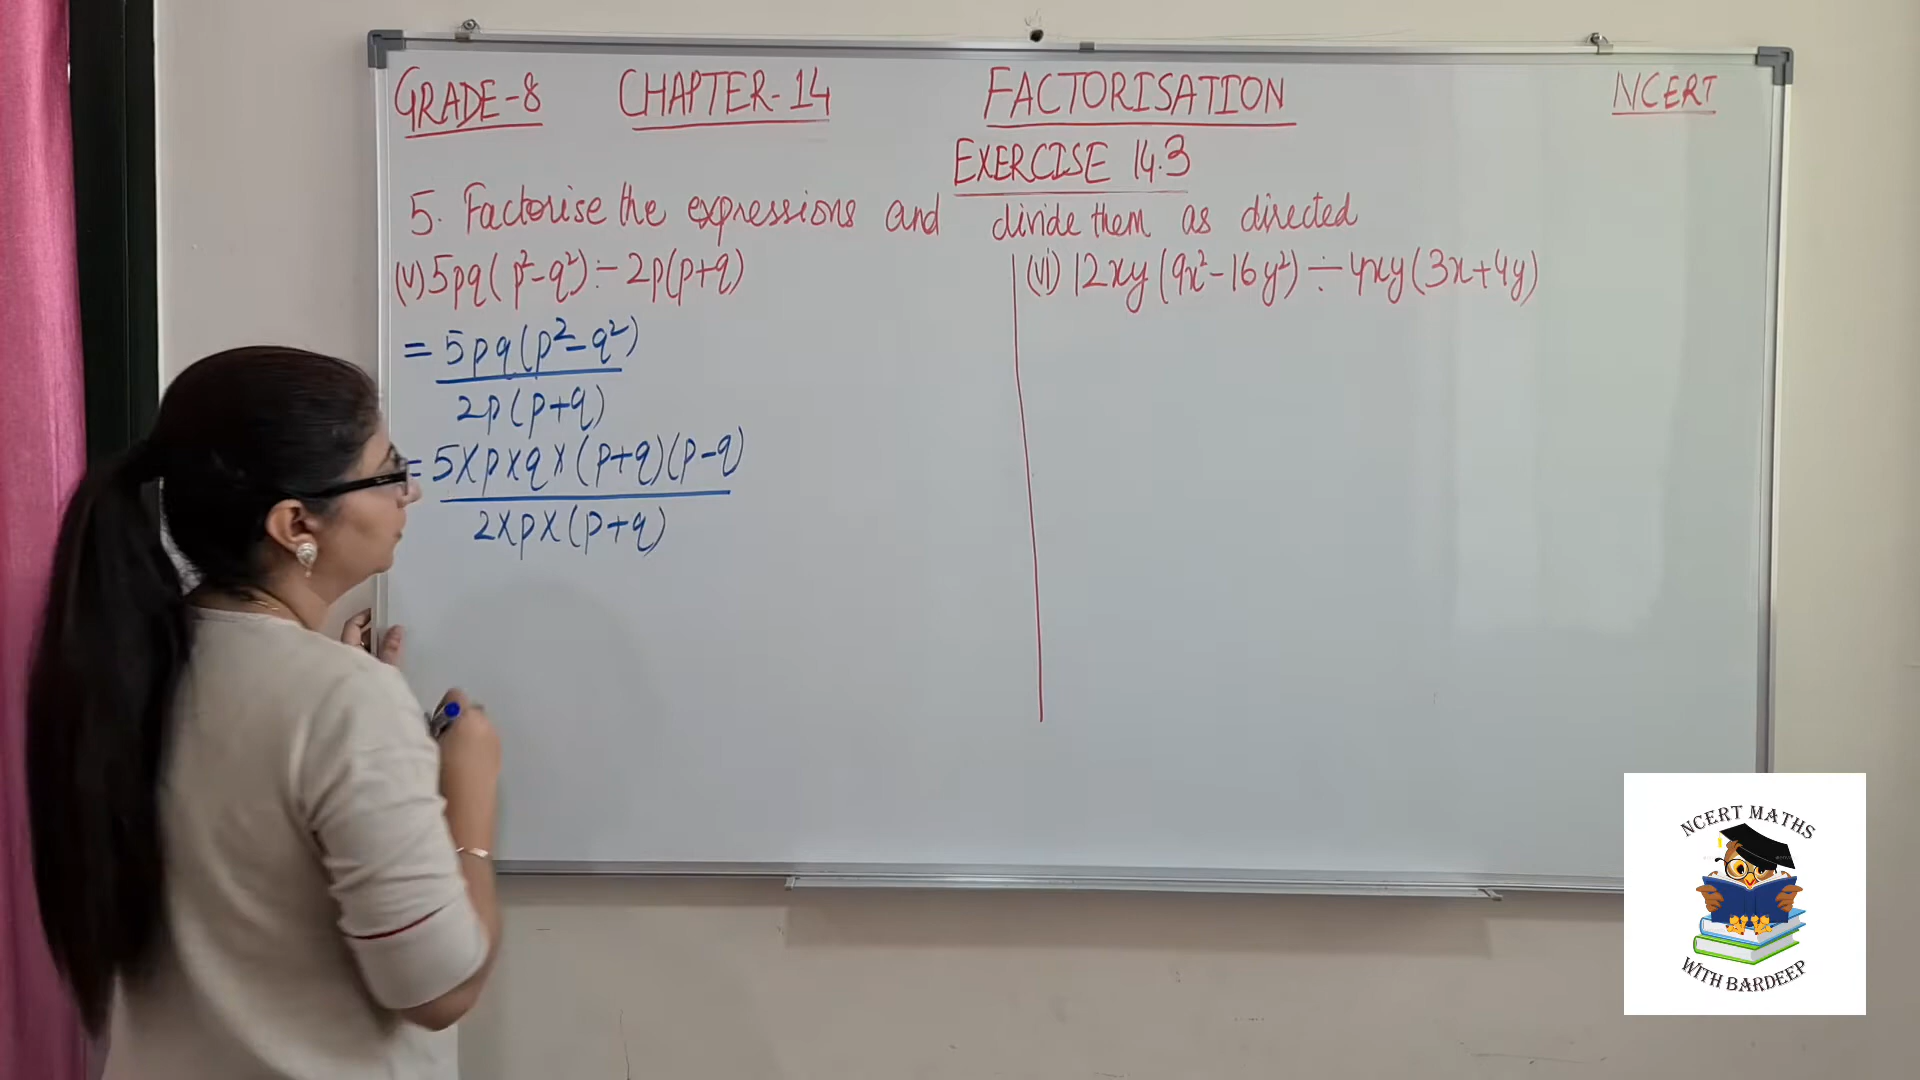 GRADE-8 CHAPTER-14 FACTORISATION NCERT
EXERCISE 14.3
5. Factorise the expressions and divide them as directed
(v) 5pq(p²-q²) ÷ 2p(p+q)
= 5pq(p²-q²)
2p(p+q)
= 5×p×q×(p+q)(p-q)
2×p×(p+q)
(vi) 12xy(9x²-16y²) ÷ 4xy(3x+4y)
NCERT MATHS
WITH BARDEEP